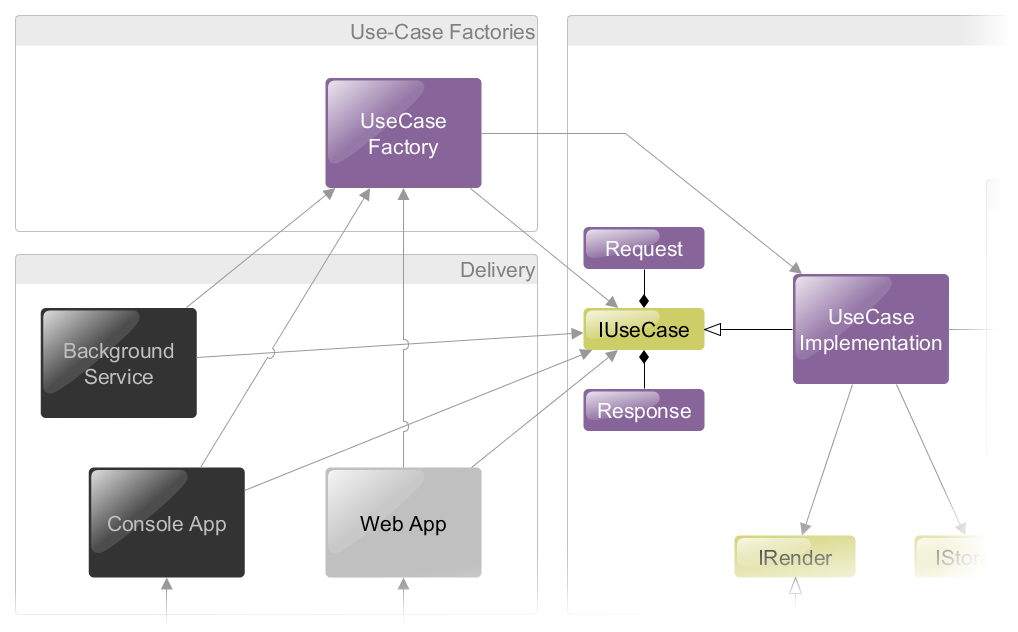 Use-Case Factories
UseCase
Factory
Delivery
Request
IUseCase
Response
UseCase
Implementation
Background
Service
Console App
Web App
IRender